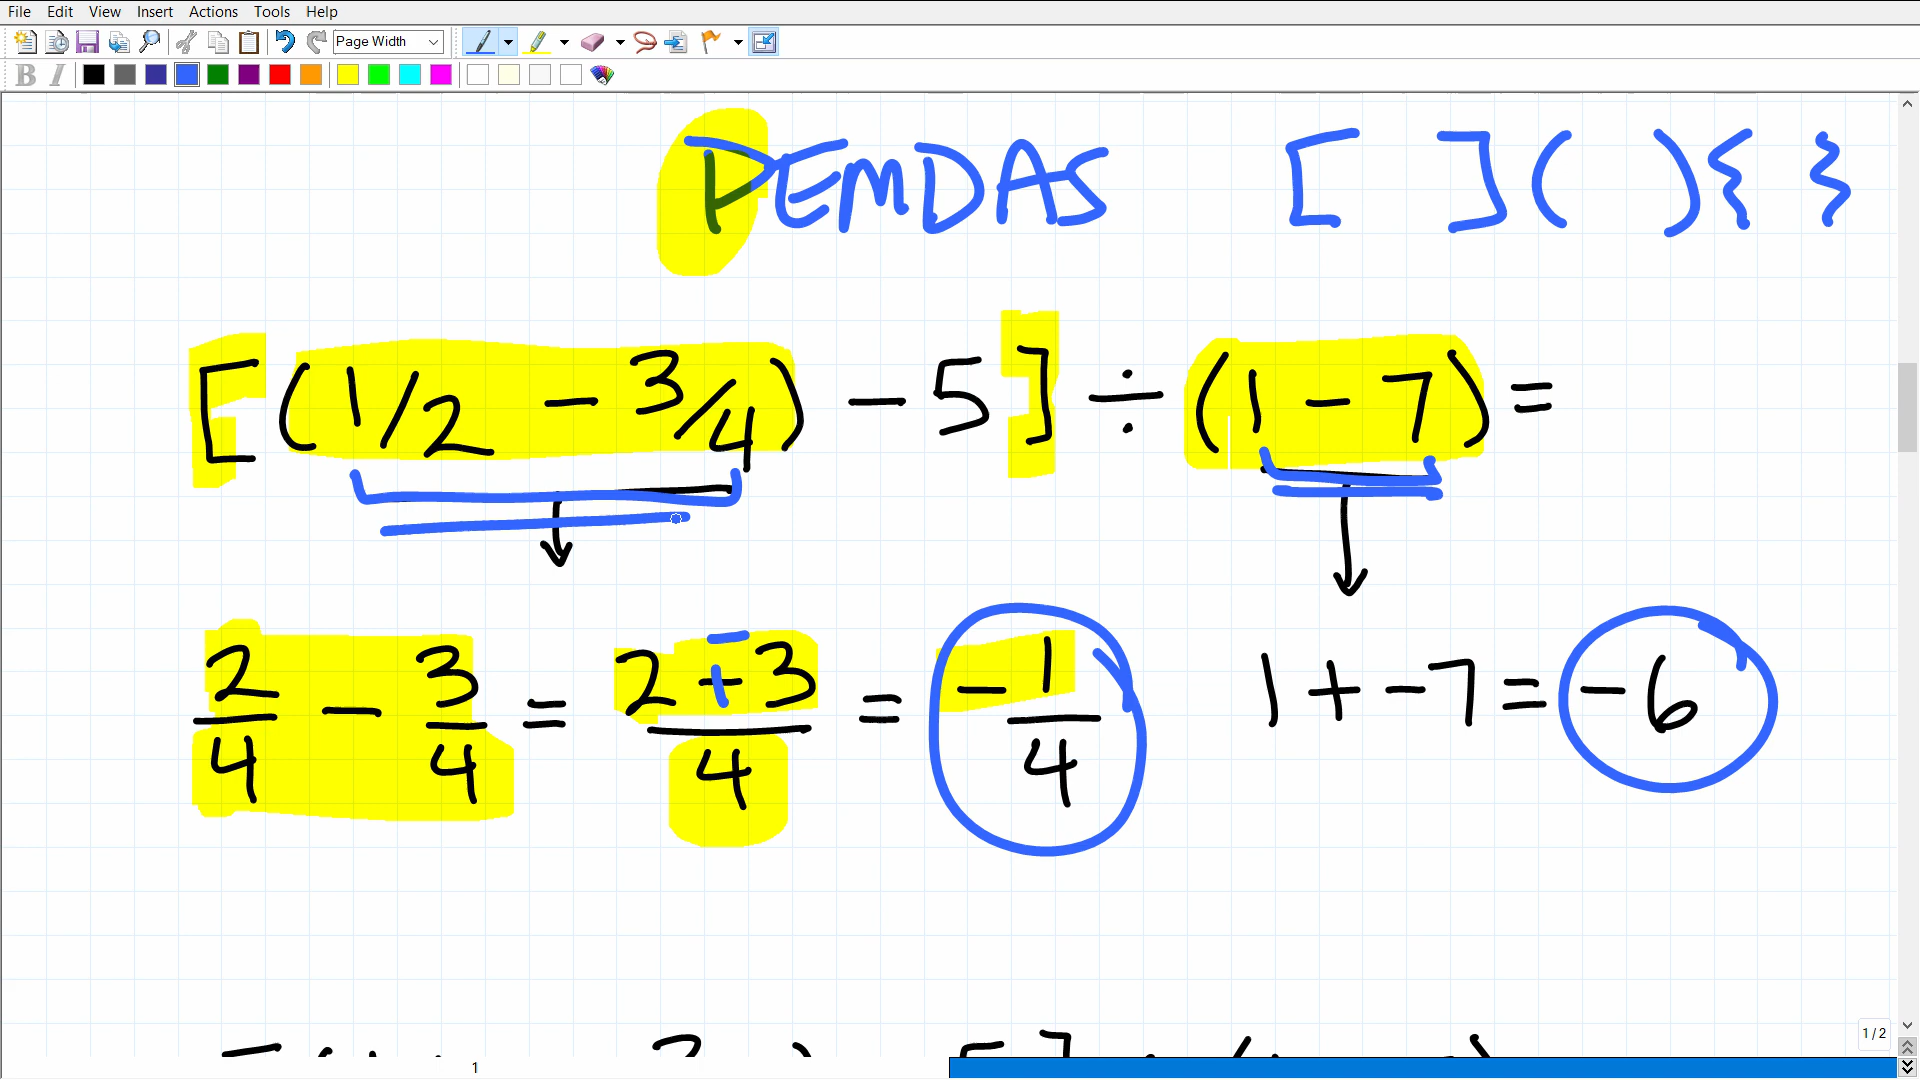 File Edit View Insert Actions Tools Help
Page Width
B I
PEMDAS [ ] ( ) { }
[(1/2 - 3/4) - 5] ÷ (1 - 7) =
2/4 - 3/4 = 2 + -3/4 = -1/4 1 + -7 = -6
1/2
1